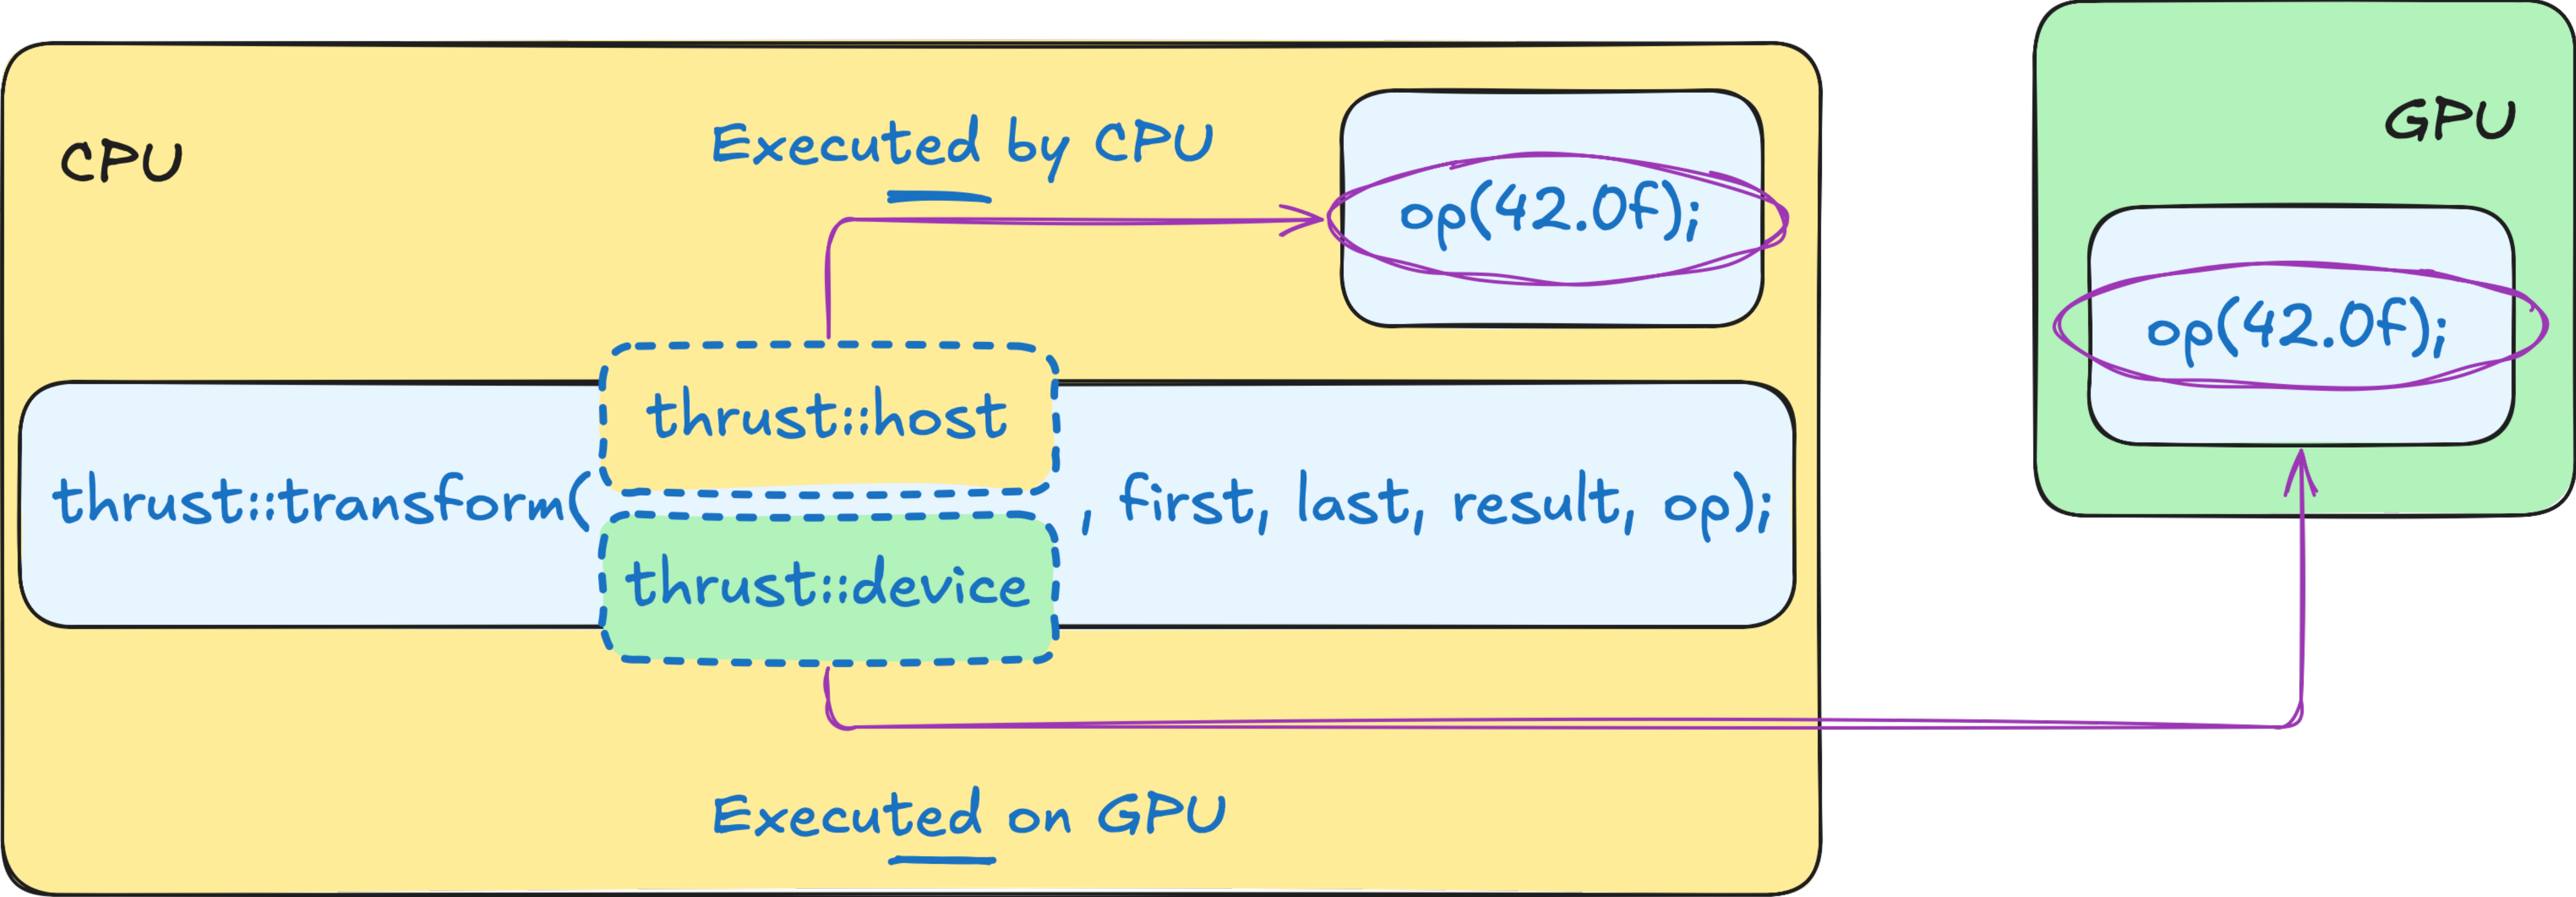 CPU
Executed by CPU
op(42.0f);
GPU
op(42.0f);
thrust::host
thrust::transform( , first, last, result, op);
thrust::device
Executed on GPU